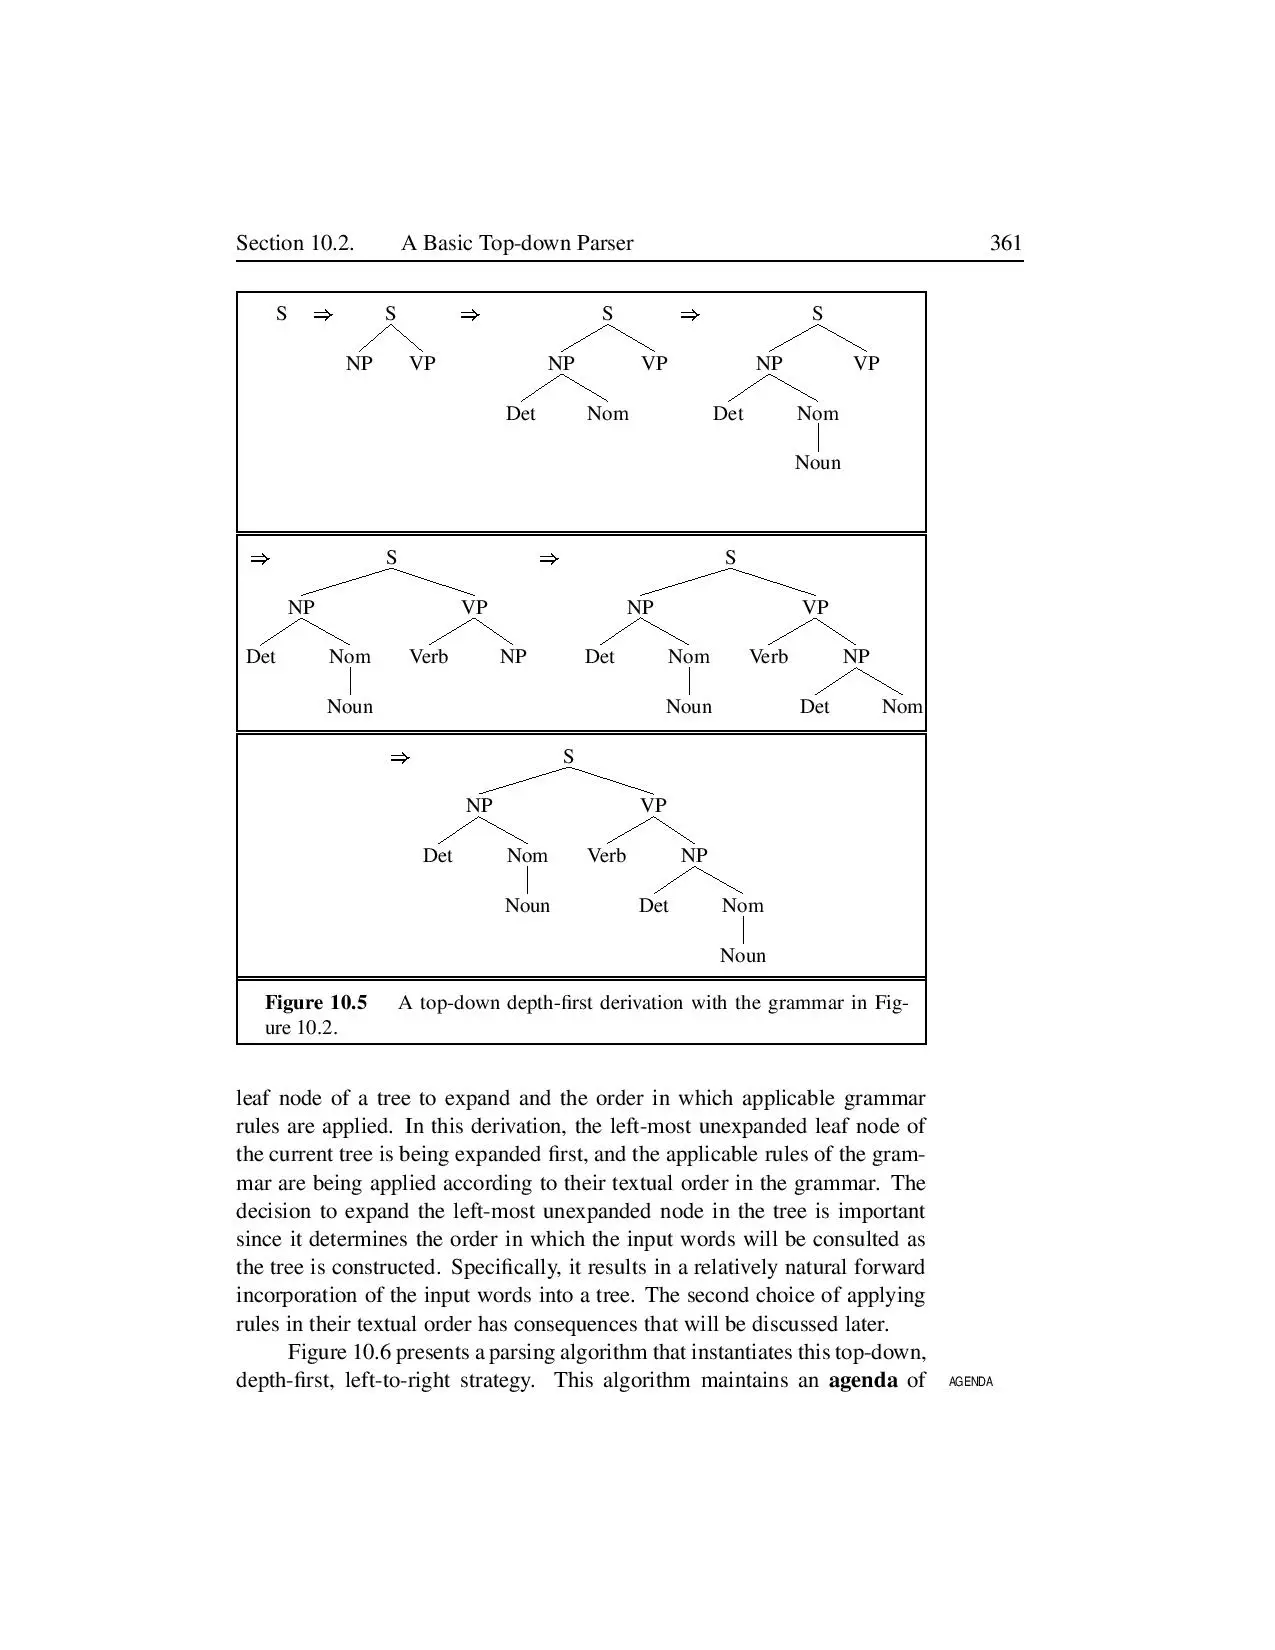 Section 10.2. A Basic Top-down Parser 361
S ⇒ S ⇒ S ⇒ S
NP VP NP VP NP VP
Det Nom Det Nom
Noun
⇒ S ⇒ S
NP VP NP VP
Det Nom Verb NP Det Nom Verb NP
Noun Noun Det Nom
⇒ S
NP VP
Det Nom Verb NP
Noun Det Nom
Noun
Figure 10.5 A top-down depth-first derivation with the grammar in Fig-
ure 10.2.
leaf node of a tree to expand and the order in which applicable grammar
rules are applied. In this derivation, the left-most unexpanded leaf node of
the current tree is being expanded first, and the applicable rules of the gram-
mar are being applied according to their textual order in the grammar. The
decision to expand the left-most unexpanded node in the tree is important
since it determines the order in which the input words will be consulted as
the tree is constructed. Specifically, it results in a relatively natural forward
incorporation of the input words into a tree. The second choice of applying
rules in their textual order has consequences that will be discussed later.
Figure 10.6 presents a parsing algorithm that instantiates this top-down,
depth-first, left-to-right strategy. This algorithm maintains an agenda of AGENDA